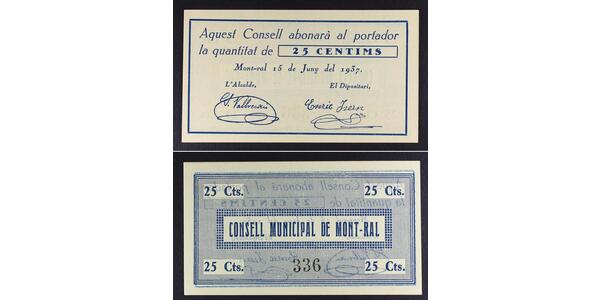 Aquest Consell abonarà al portador
la quantitat de 25 CENTIMS
Mont-ral 15 de Juny del 1937.
L'Alcalde, El Dipositari,
Enric
25 Cts. 25 Cts.
CONSELL MUNICIPAL DE MONT-RAL
25 Cts. 336 25 Cts.